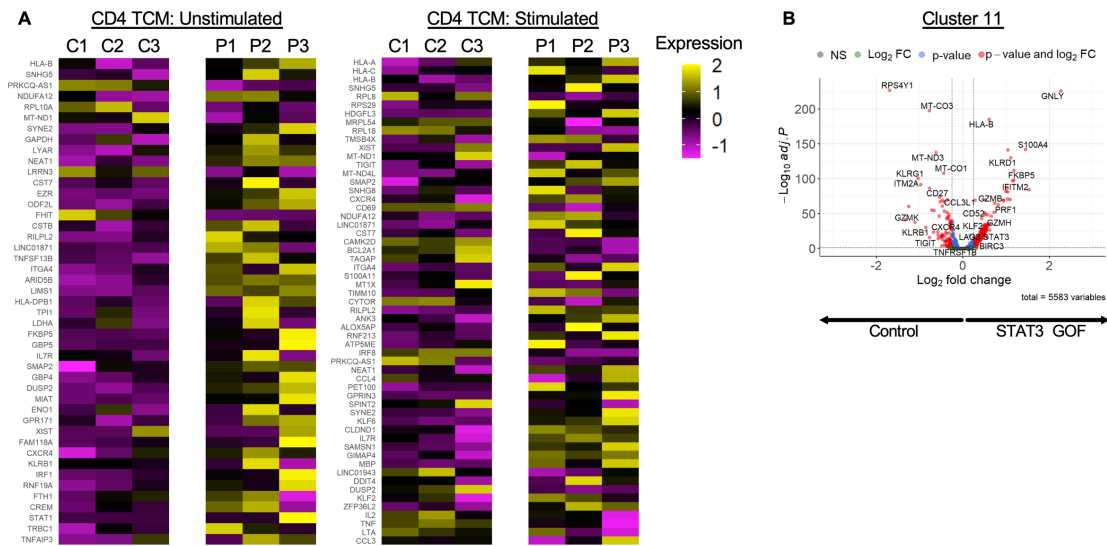 A
CD4 TCM: Unstimulated
C1 C2 C3 P1 P2 P3
HLA-B
SNHG5
PRKCQ-AS1
NDUFA12
RPL10A
MT-ND1
SYNE2
GAPDH
LYAR
NEAT1
LRRN3
CST7
EZR
ODF2L
FHIT
CSTB
RILPL2
LINC01871
TNFSF13B
ITGA4
ARID5B
LIMS1
HLA-DPB1
TPI1
LDHA
FKBP5
GBP5
IL7R
SMAP2
GBP4
DUSP2
MIAT
ENO1
GPR171
XIST
FAM118A
CXCR4
KLRB1
IRF1
RNF19A
FTH1
CREM
STAT1
TRBC1
TNFAIP3
CD4 TCM: Stimulated
C1 C2 C3 P1 P2 P3
HLA-A
HLA-C
HLA-B
SNHG5
RPL8
RPS29
HDGFL3
MRPL54
RPL18
TMSB4X
XIST
MT-ND1
TIGIT
MT-ND4L
SMAP2
SNHG8
CXCR4
CD69
NDUFA12
LINC01871
CST7
CAMK2D
BCL2A1
TAGAP
ITGA4
S100A11
MT1X
TIMM10
CYTOR
RILPL2
ANK3
ALOX5AP
RNF213
ATP5ME
IRF8
PRKCQ-AS1
NEAT1
CCL4
PET100
GPRIN3
SPINT2
SYNE2
KLF6
CLDND1
IL7R
SAMSN1
GIMAP4
MBP
LINC01943
DDIT4
DUSP2
KLF2
ZFP36L2
IL2
TNF
LTA
CCL3
Expression
2
1
0
-1
B
Cluster 11
NS Log2 FC p-value p−value and log2 FC
−Log10 adj.P
200
150
100
50
0
RPS4Y1
GNLY
MT-CO3
HLA-B
S100A4
MT-ND3
KLRD1
MT-CO1
KLRG1
FKBP5
ITM2A
IFITM2
CD27
CCL3L1
GZMB
PRF1
CD52
GZMK
CXCR4
KLF2
GZMH
KLRB1
LAG3
STAT3
TIGIT
BIRC3
TNFRSF1B
-2 0 2
Log2 fold change
total = 5583 variables
Control STAT3 GOF